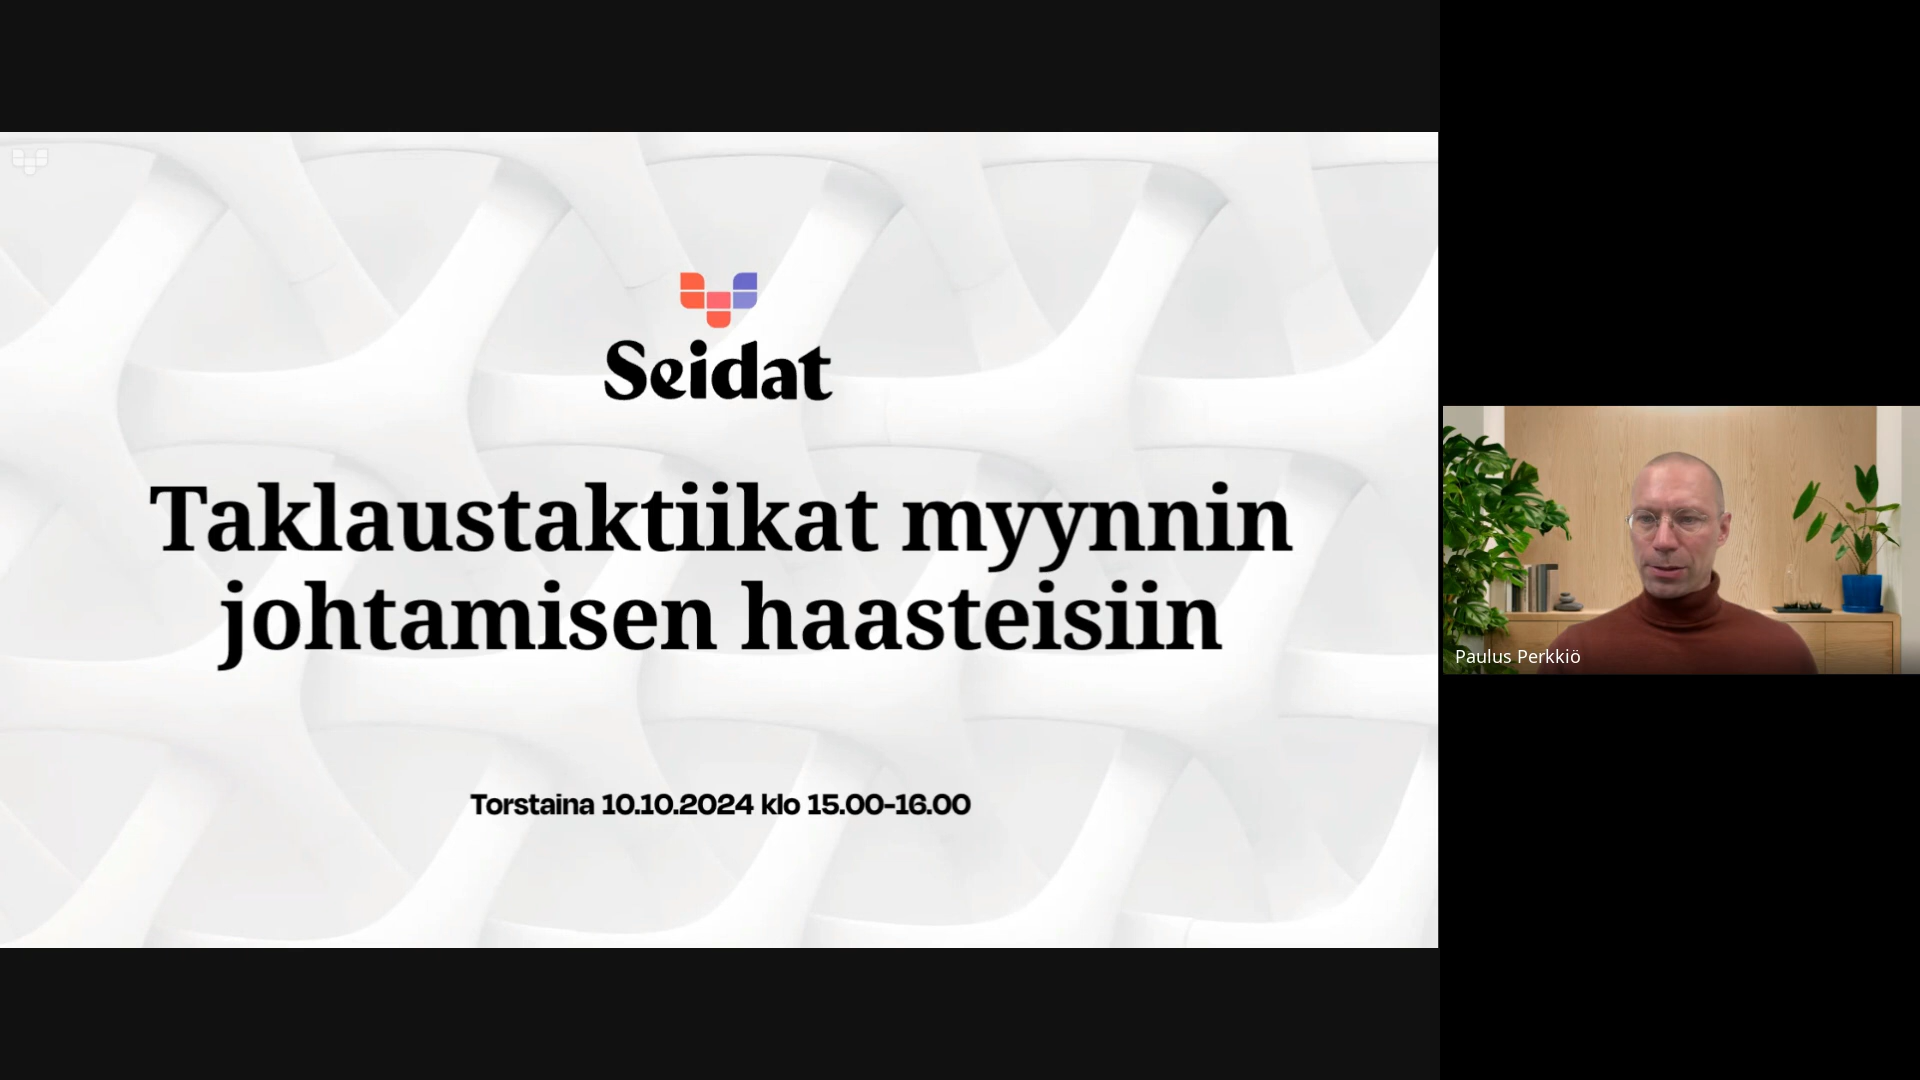 Seidat
Taklaustaktiikat myynnin
johtamisen haasteisiin
Torstaina 10.10.2024 klo 15.00-16.00
Paulus Perkkiö